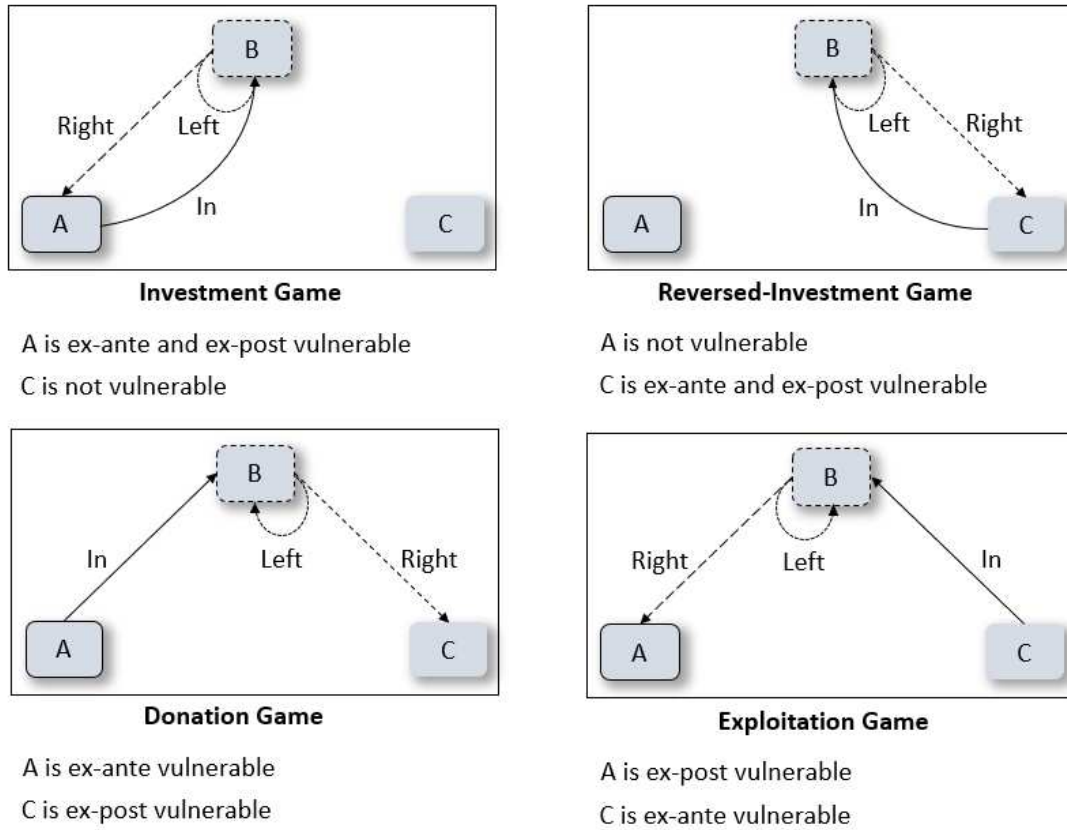 B
Right
Left
In
A
C
Investment Game
A is ex-ante and ex-post vulnerable
C is not vulnerable
B
Left
Right
In
A
C
Reversed-Investment Game
A is not vulnerable
C is ex-ante and ex-post vulnerable
B
In
Left
Right
A
C
Donation Game
A is ex-ante vulnerable
C is ex-post vulnerable
B
Right
Left
In
A
C
Exploitation Game
A is ex-post vulnerable
C is ex-ante vulnerable